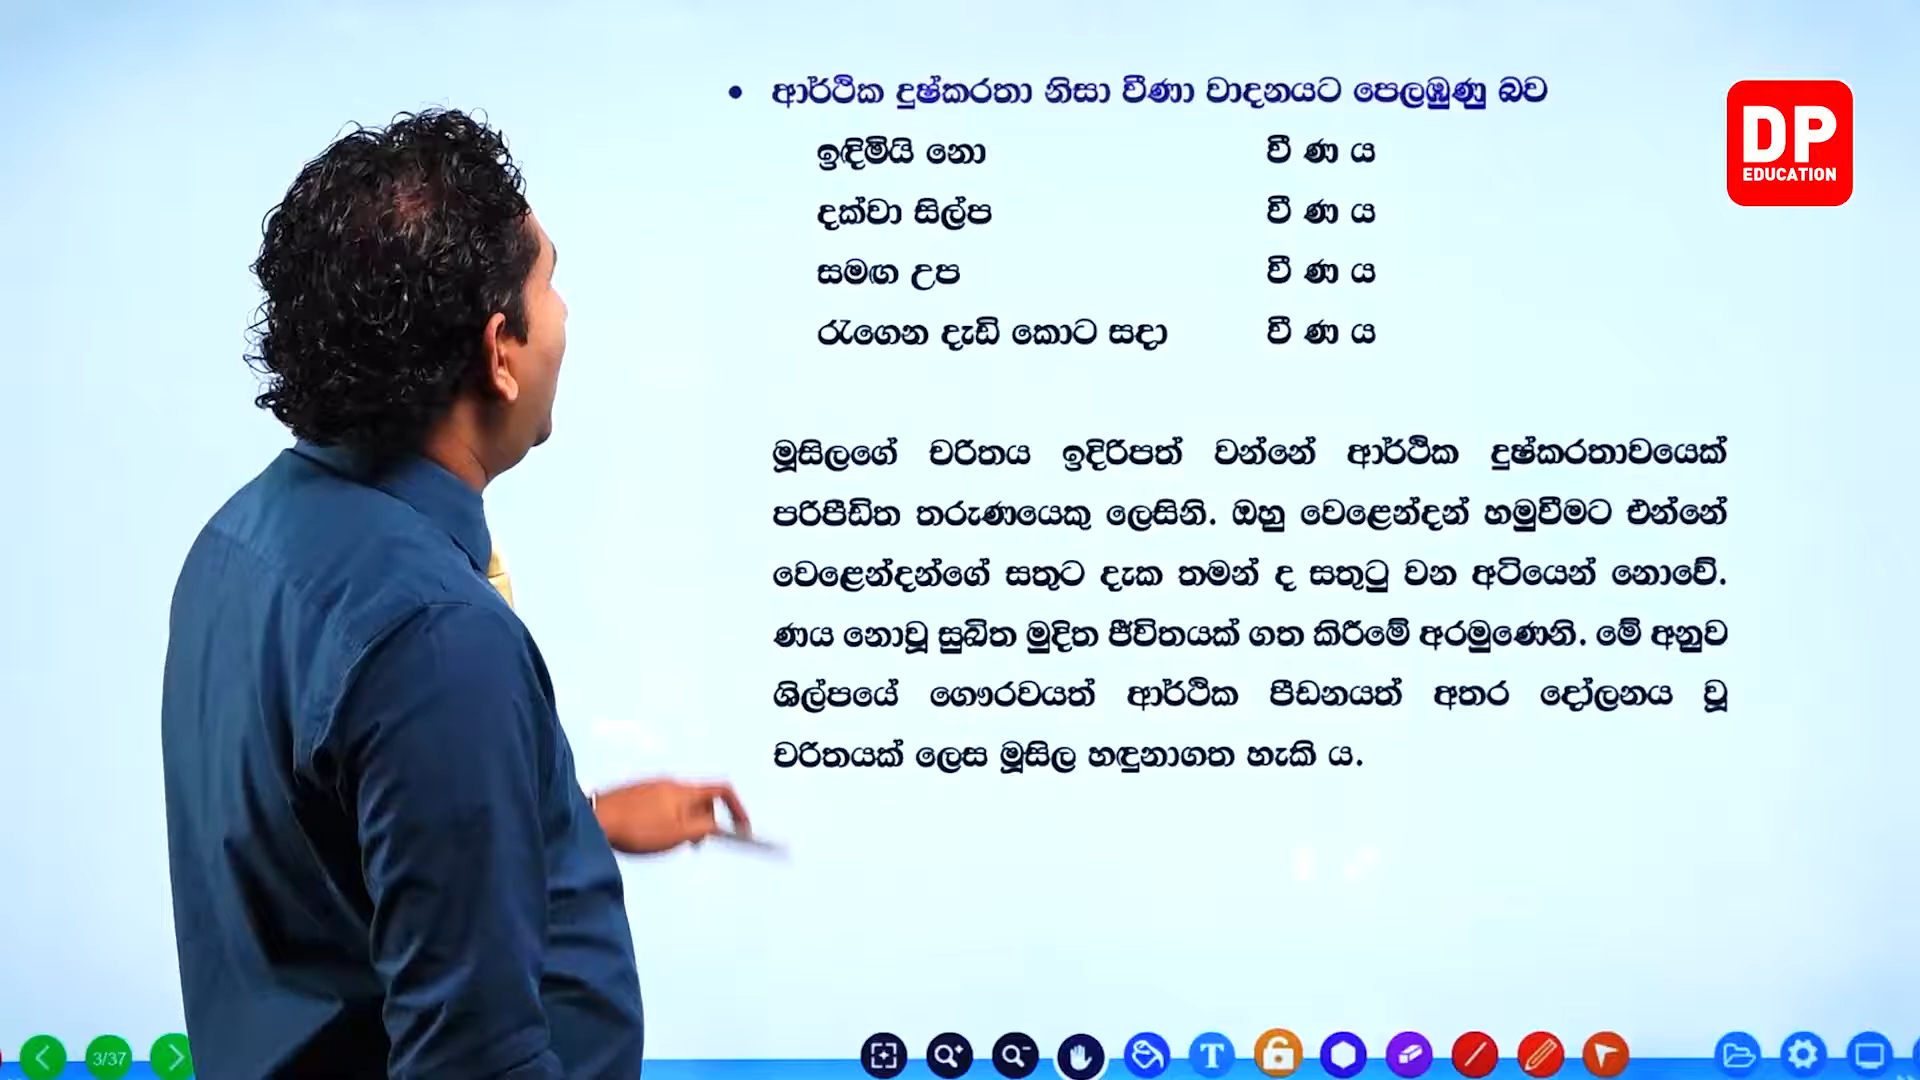 • ආර්ථික දුෂ්කරතා නිසා වීණා වාදනයට පෙලඹුණු බව
ඉඳිමියි නො වී ණ ය
දක්වා සිල්ප වී ණ ය
සමඟ උප වී ණ ය
රැගෙන දැඩි කොට සදා වී ණ ය
DP
EDUCATION
මූසිලගේ චරිතය ඉදිරිපත් වන්නේ ආර්ථික දුෂ්කරතාවයෙක්
පරිපීඩිත තරුණයෙකු ලෙසිනි. ඔහු වෙළෙන්දන් හමුවීමට එන්නේ
වෙළෙන්දන්ගේ සතුට දැක තමන් ද සතුටු වන අටියෙන් නොවේ.
ණය නොවූ සුඛිත මුදිත ජීවිතයක් ගත කිරීමේ අරමුණෙනි. මේ අනුව
ශිල්පයේ ගෞරවයත් ආර්ථික පීඩනයත් අතර දෝලනය වූ
චරිතයක් ලෙස මූසිල හඳුනාගත හැකි ය.
3/37
T